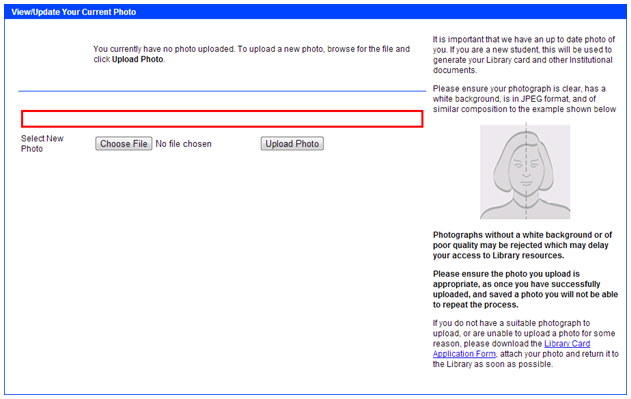 View/Update Your Current Photo
You currently have no photo uploaded. To upload a new photo, browse for the file and
click Upload Photo.
Select New
Photo
Choose File No file chosen Upload Photo
It is important that we have an up to date photo of
you. If you are a new student, this will be used to
generate your Library card and other Institutional
documents.
Please ensure your photograph is clear, has a
white background, is in JPEG format, and of
similar composition to the example shown below
Photographs without a white background or of
poor quality may be rejected which may delay
your access to Library resources.
Please ensure the photo you upload is
appropriate, as once you have successfully
uploaded, and saved a photo you will not be able
to repeat the process.
If you do not have a suitable photograph to
upload, or are unable to upload a photo for some
reason, please download the Library Card
Application Form, attach your photo and return it to
the Library as soon as possible.